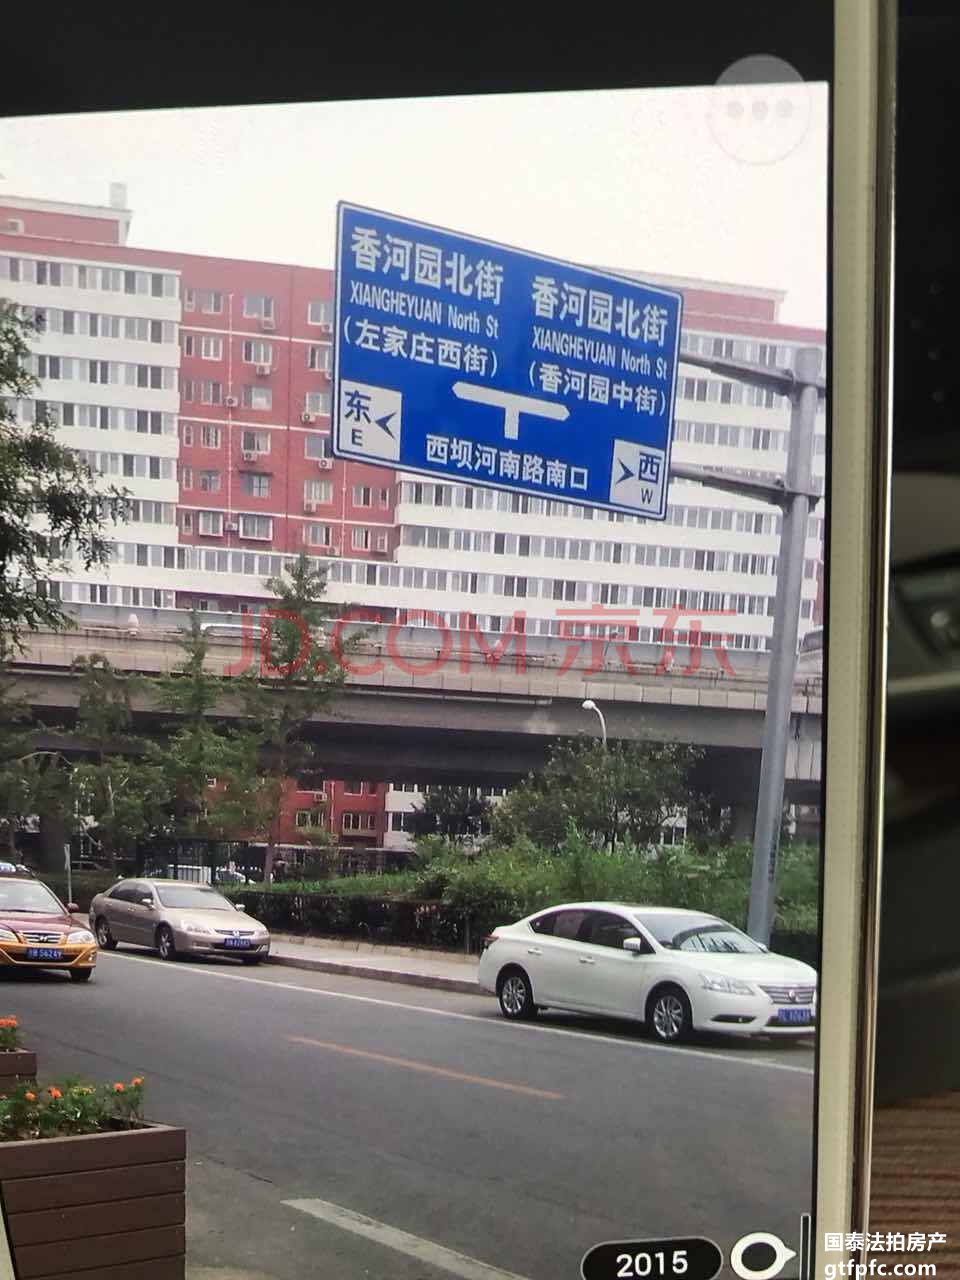 香河园北街
XIANGHEYUAN North St
(左家庄西街)
香河园北街
XIANGHEYUAN North St
(香河园中街)
东
E
西坝河南路南口
西
W
JD.COM 京东
2015
国泰法拍房产
gtfpfc.com